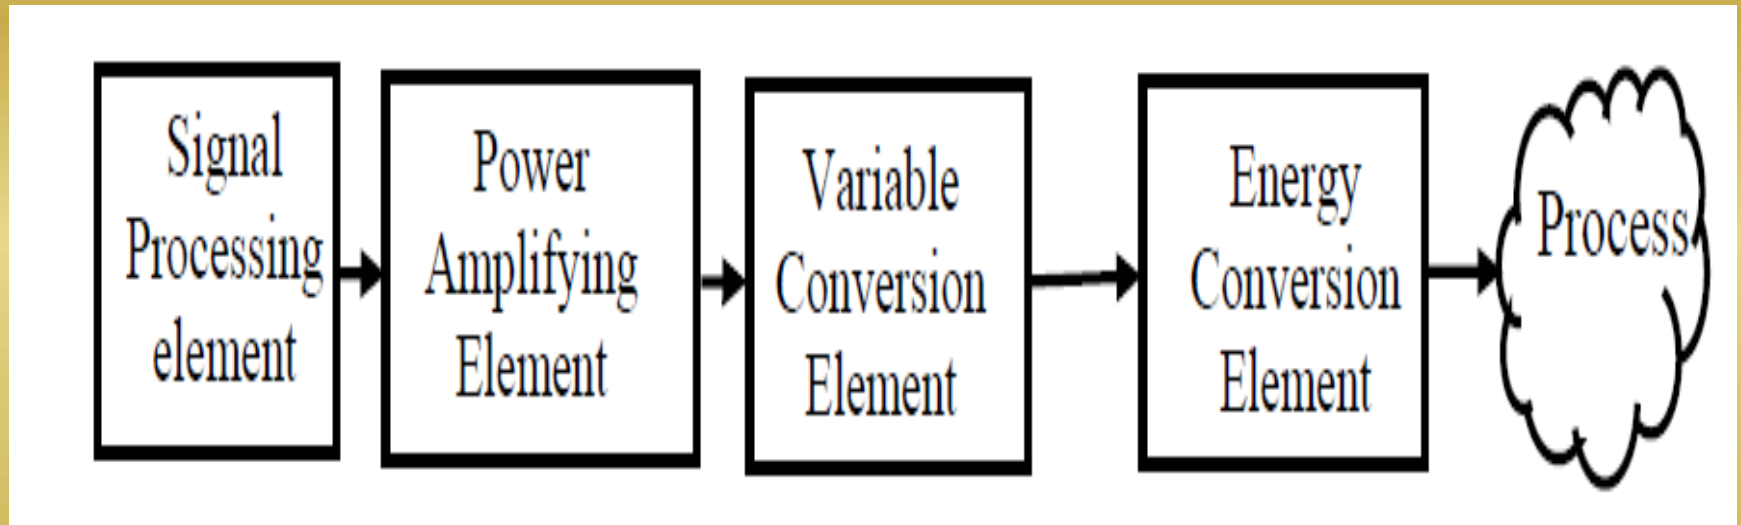 Signal
Processing
element
Power
Amplifying
Element
Variable
Conversion
Element
Energy
Conversion
Element
Process